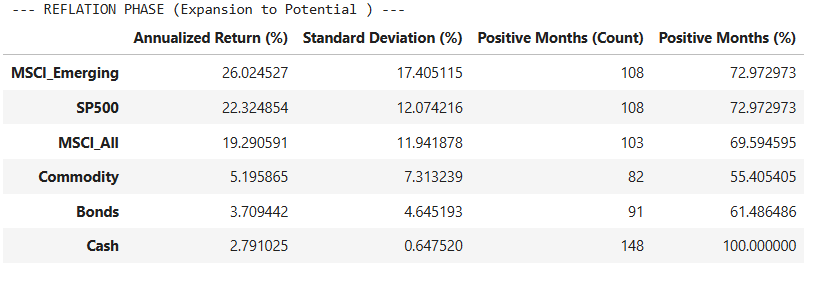 --- REFLATION PHASE (Expansion to Potential ) ---
Annualized Return (%) Standard Deviation (%) Positive Months (Count) Positive Months (%)
MSCI_Emerging 26.024527 17.405115 108 72.972973
SP500 22.324854 12.074216 108 72.972973
MSCI_All 19.290591 11.941878 103 69.594595
Commodity 5.195865 7.313239 82 55.405405
Bonds 3.709442 4.645193 91 61.486486
Cash 2.791025 0.647520 148 100.000000